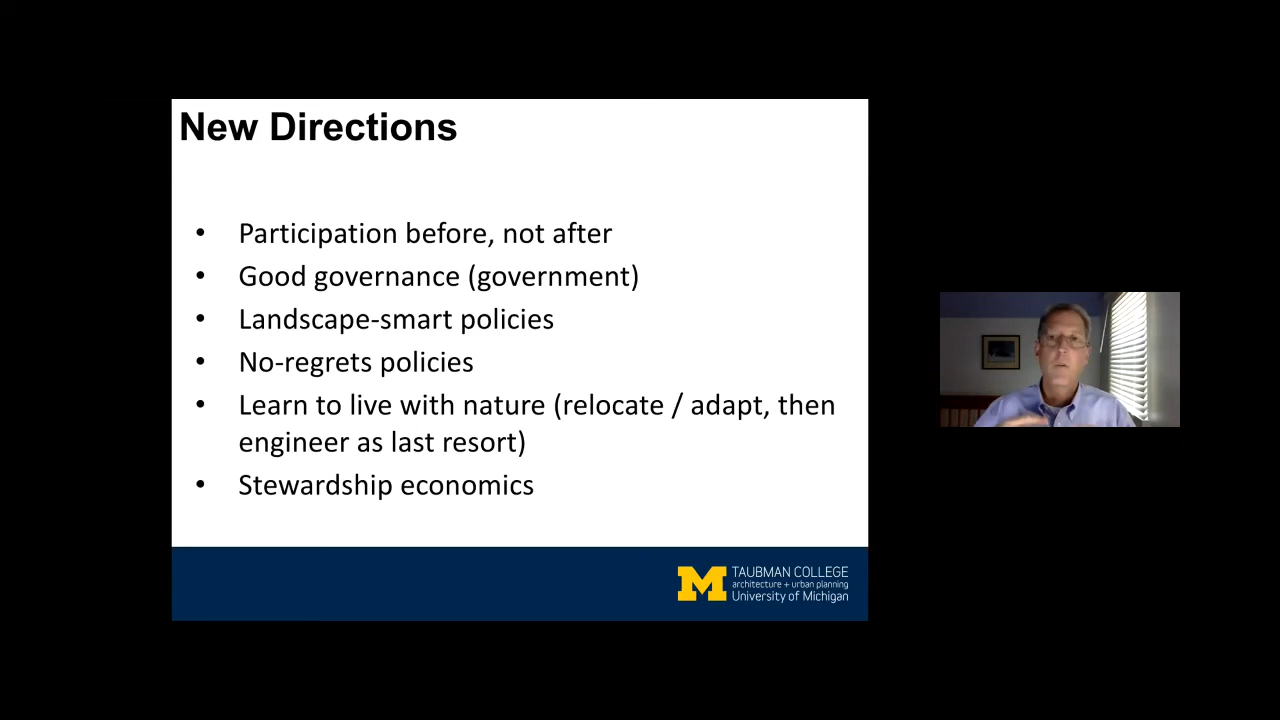 New Directions
• Participation before, not after
• Good governance (government)
• Landscape-smart policies
• No-regrets policies
• Learn to live with nature (relocate / adapt, then
engineer as last resort)
• Stewardship economics
M
TAUBMAN COLLEGE
architecture + urban planning
University of Michigan